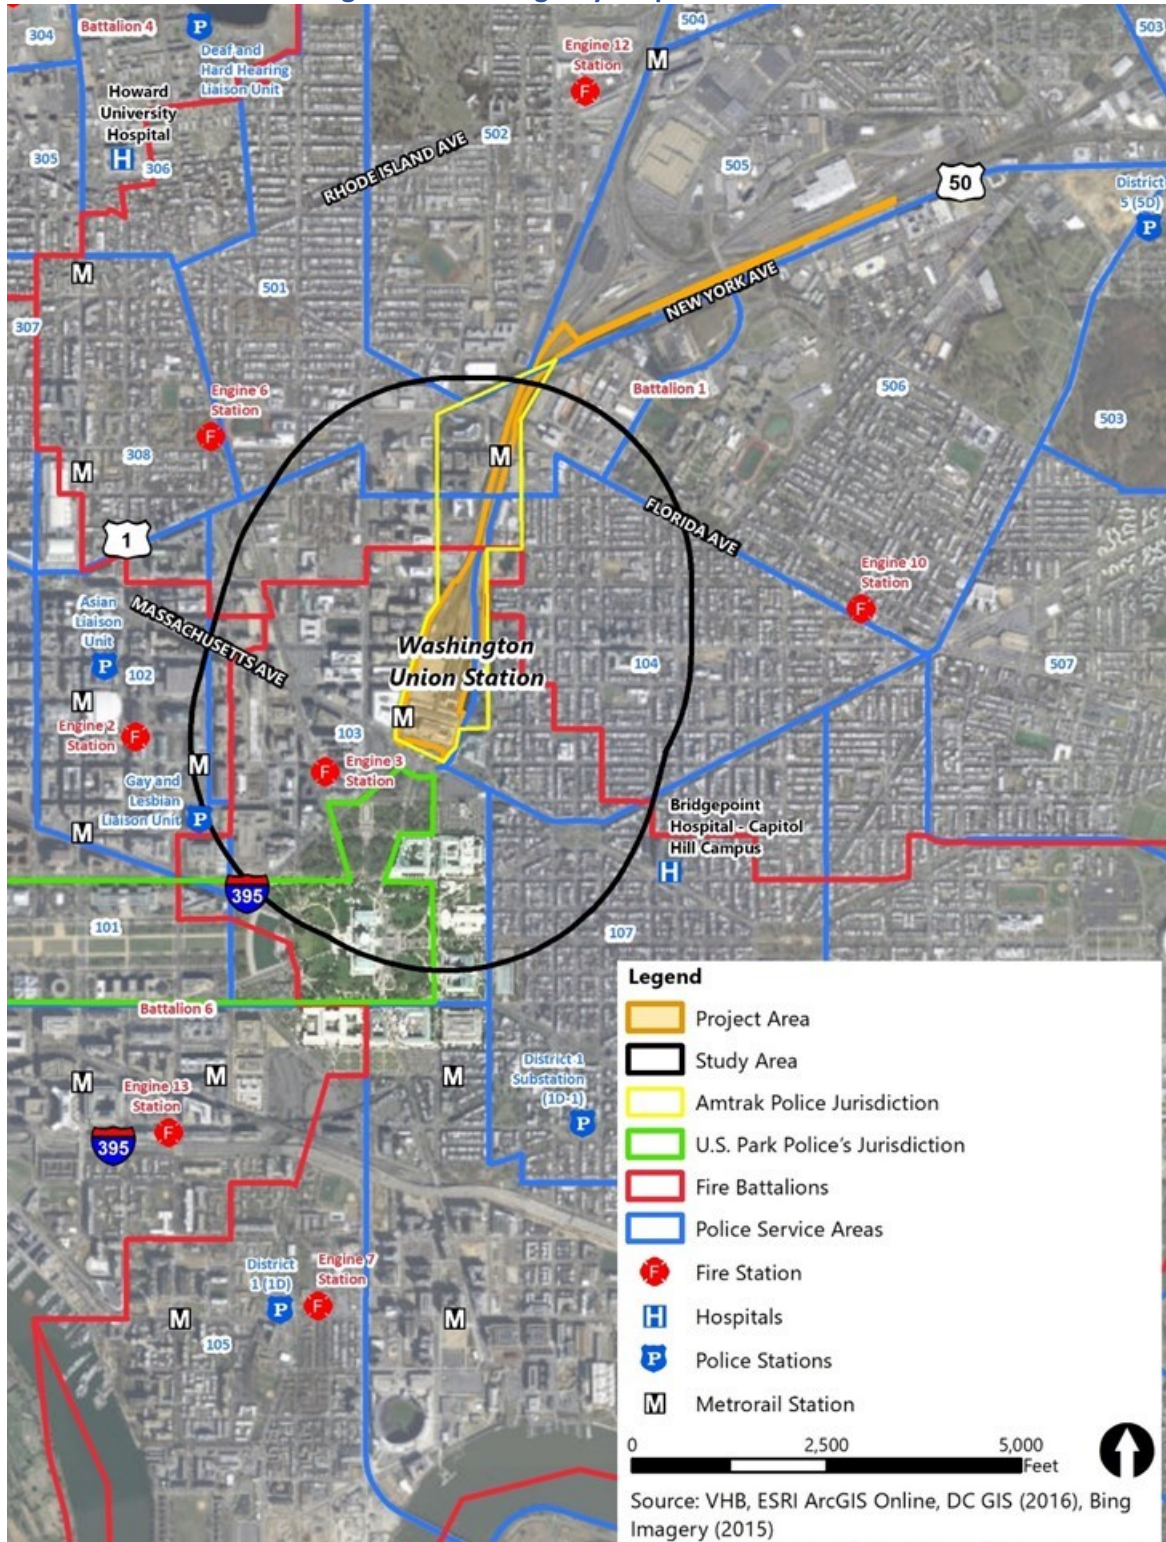 304
Battalion 4
Deaf and
Hard Hearing
Liaison Unit
Engine 12
Station
504
503
Howard
University
Hospital
305
306
502
RHODE ISLAND AVE
505
50
District
5 (5D)
501
NEW YORK AVE
307
Engine 6
Station
Battalion 1
506
503
308
FLORIDA AVE
1
Engine 10
Station
Asian
Liaison
Unit
MASSACHUSETTS AVE
102
Washington
Union Station
104
507
Engine 2
Station
103
Engine 3
Station
Gay and
Lesbian
Liaison Unit
Bridgepoint
Hospital - Capitol
Hill Campus
395
101
107
Battalion 6
District 1
Substation
(1D-1)
Engine 13
Station
395
District
1 (1D)
Engine 7
Station
105
Legend
Project Area
Study Area
Amtrak Police Jurisdiction
U.S. Park Police's Jurisdiction
Fire Battalions
Police Service Areas
F Fire Station
H Hospitals
P Police Stations
M Metrorail Station
0 2,500 5,000
Feet
Source: VHB, ESRI ArcGIS Online, DC GIS (2016), Bing
Imagery (2015)